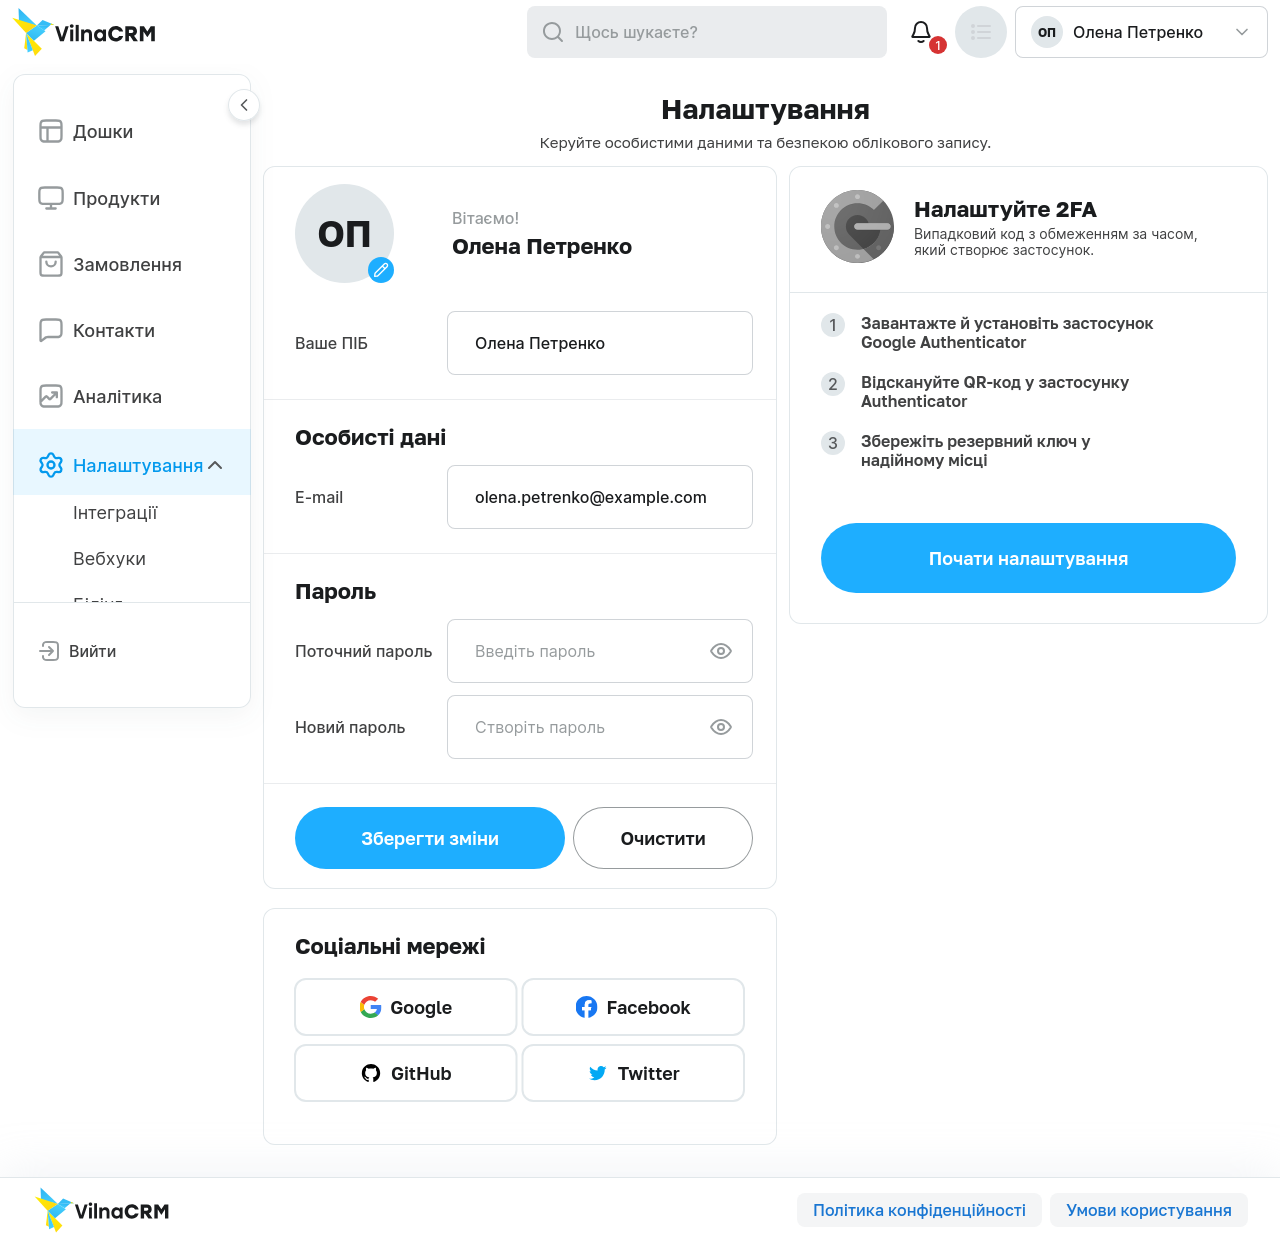 VilnaCRM
Щось шукаєте?
1
ОП
Олена Петренко
Дошки
Продукти
Замовлення
Контакти
Аналітика
Налаштування
Інтеграції
Вебхуки
Вийти
Налаштування
Керуйте особистими даними та безпекою облікового запису.
ОП
Вітаємо!
Олена Петренко
Ваше ПІБ
Олена Петренко
Особисті дані
E-mail
olena.petrenko@example.com
Пароль
Поточний пароль
Введіть пароль
Новий пароль
Створіть пароль
Зберегти зміни
Очистити
Соціальні мережі
Google
Facebook
GitHub
Twitter
Налаштуйте 2FA
Випадковий код з обмеженням за часом,
який створює застосунок.
1
Завантажте й установіть застосунок
Google Authenticator
2
Відскануйте QR-код у застосунку
Authenticator
3
Збережіть резервний ключ у
надійному місці
Почати налаштування
VilnaCRM
Політика конфіденційності
Умови користування